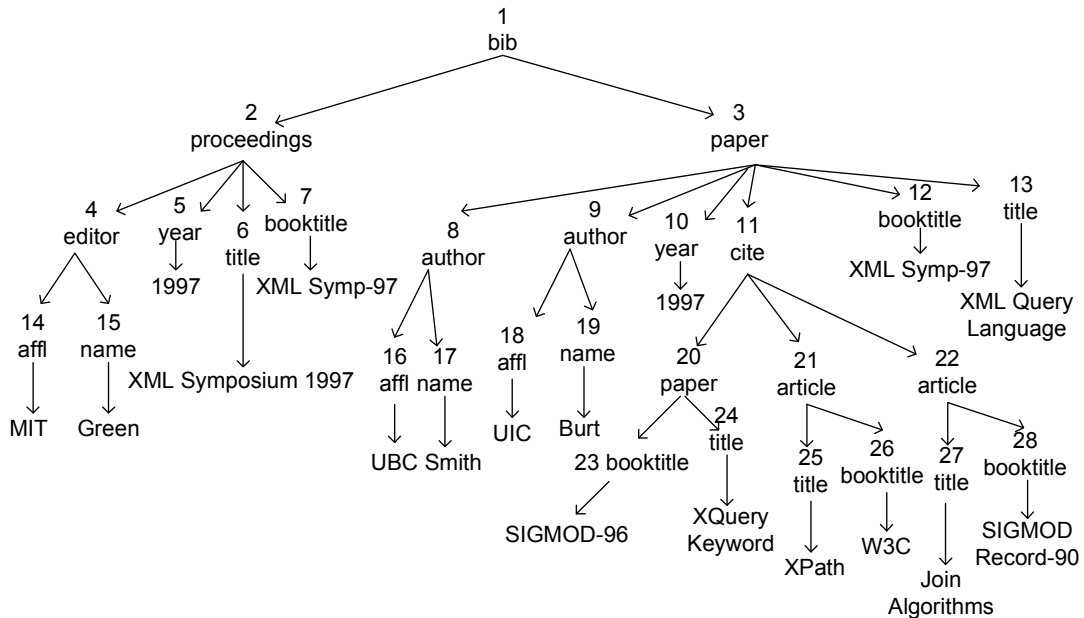 1
bib
2
proceedings
3
paper
4
editor
5
year
6
title
7
booktitle
8
author
9
author
10
year
11
cite
12
booktitle
13
title
1997
XML Symp-97
XML Symp-97
1997
XML Query
Language
14
affl
15
name
XML Symposium 1997
16
affl
17
name
18
affl
19
name
20
paper
21
article
22
article
MIT
Green
UBC
Smith
UIC
Burt
23 booktitle
24
title
25
title
26
booktitle
27
title
28
booktitle
SIGMOD-96
XQuery
Keyword
XPath
W3C
Join
Algorithms
SIGMOD
Record-90